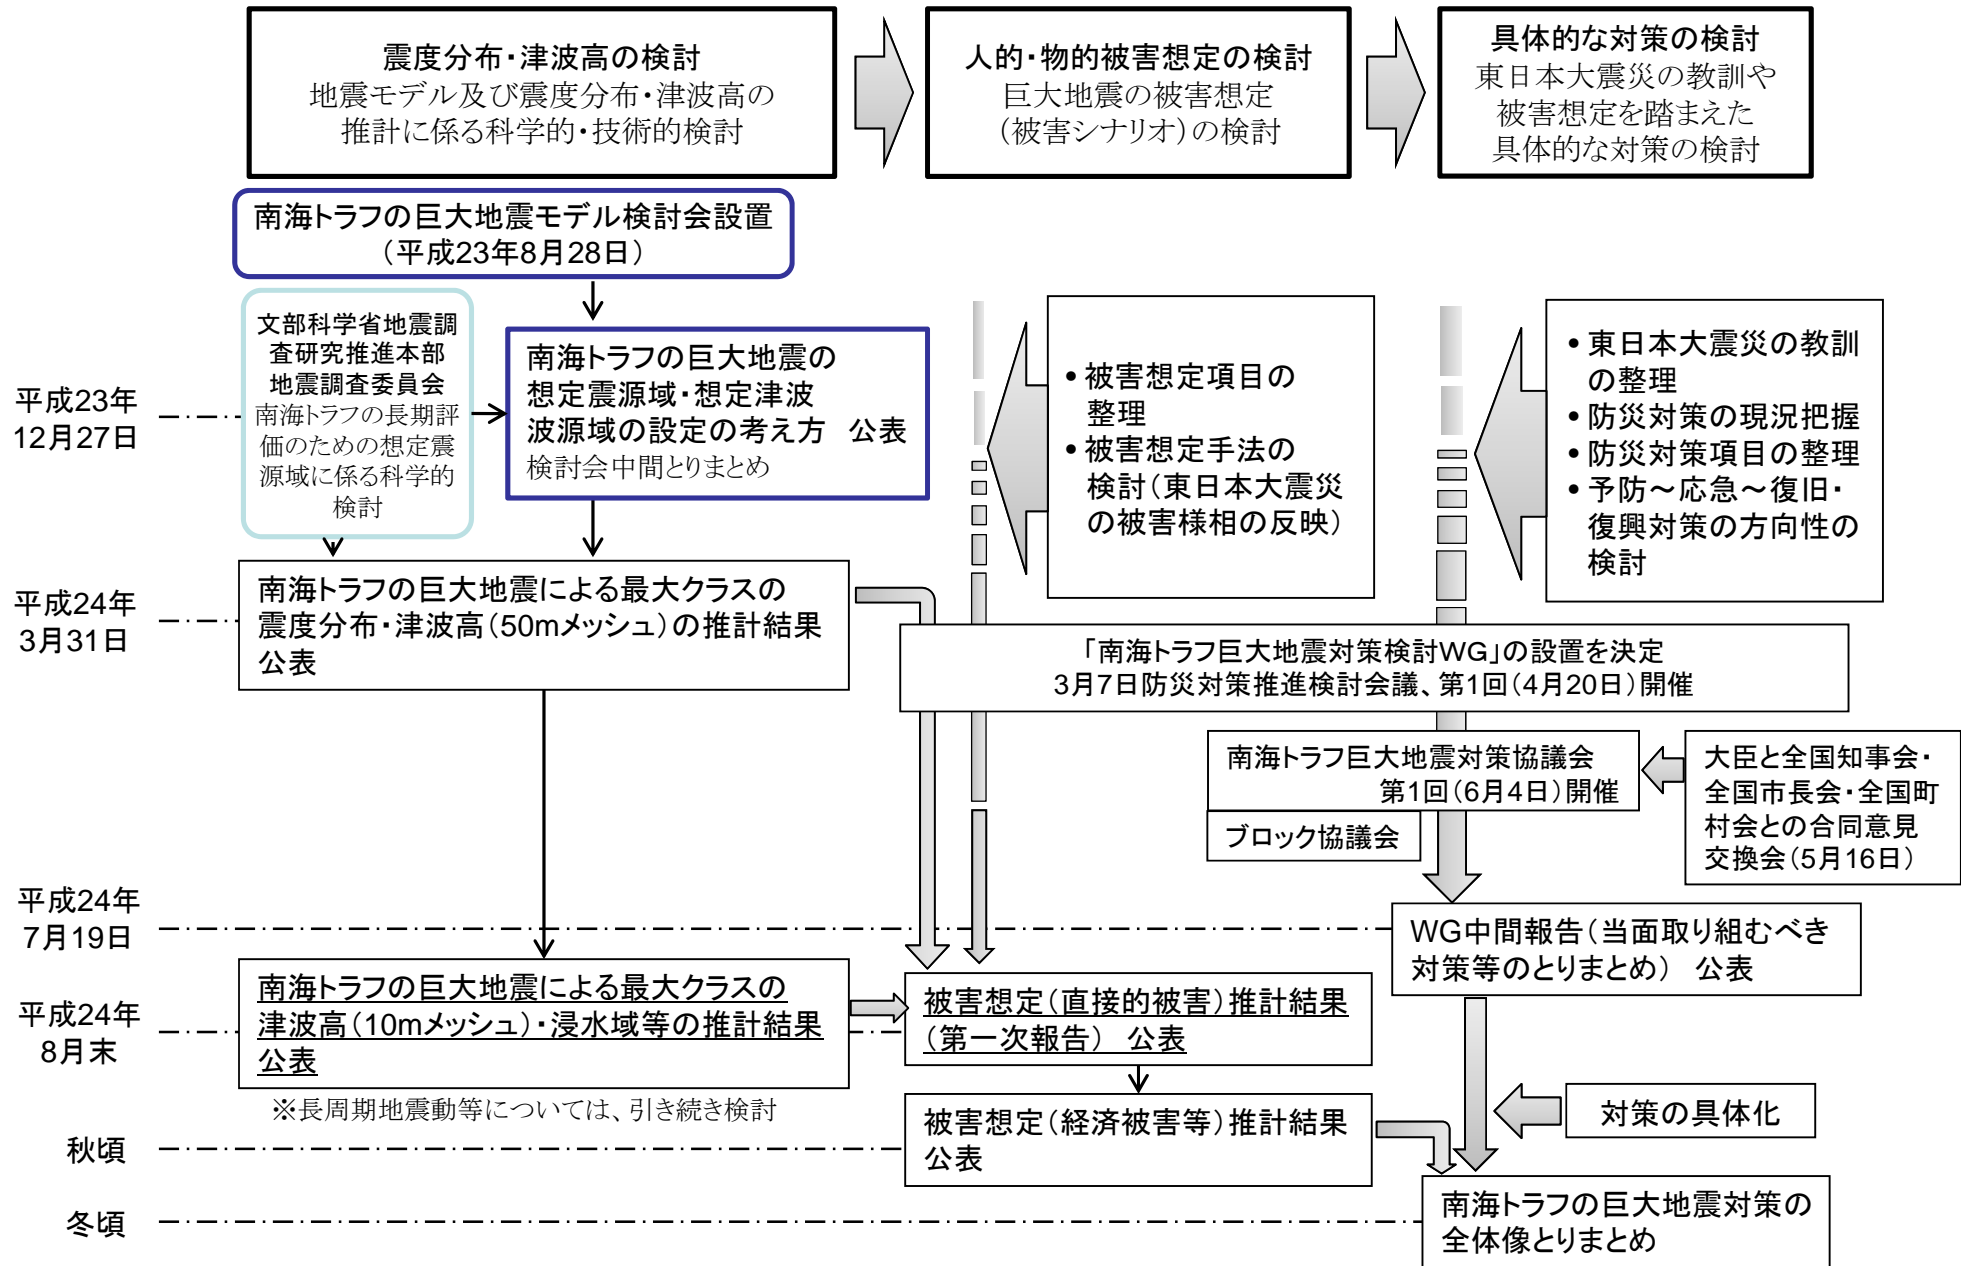 震度分布・津波高の検討
地震モデル及び震度分布・津波高の
推計に係る科学的・技術的検討
人的・物的被害想定の検討
巨大地震の被害想定
(被害シナリオ)の検討
具体的な対策の検討
東日本大震災の教訓や
被害想定を踏まえた
具体的な対策の検討
南海トラフの巨大地震モデル検討会設置
(平成23年8月28日)
文部科学省地震調
査研究推進本部
地震調査委員会
南海トラフの長期評
価のための想定震
源域に係る科学的
検討
平成23年
12月27日
南海トラフの巨大地震の
想定震源域・想定津波
波源域の設定の考え方 公表
検討会中間とりまとめ
• 被害想定項目の
整理
• 被害想定手法の
検討(東日本大震災
の被害様相の反映)
• 東日本大震災の教訓
の整理
• 防災対策の現況把握
• 防災対策項目の整理
• 予防～応急～復旧・
復興対策の方向性の
検討
平成24年
3月31日
南海トラフの巨大地震による最大クラスの
震度分布・津波高(50mメッシュ)の推計結果
公表
「南海トラフ巨大地震対策検討WG」の設置を決定
3月7日防災対策推進検討会議、第1回(4月20日)開催
南海トラフ巨大地震対策協議会
第1回(6月4日)開催
ブロック協議会
大臣と全国知事会・
全国市長会・全国町
村会との合同意見
交換会(5月16日)
平成24年
7月19日
WG中間報告(当面取り組むべき
対策等のとりまとめ) 公表
平成24年
8月末
南海トラフの巨大地震による最大クラスの
津波高(10mメッシュ)・浸水域等の推計結果
公表
※長周期地震動等については、引き続き検討
被害想定(直接的被害)推計結果
(第一次報告) 公表
対策の具体化
秋頃
被害想定(経済被害等)推計結果
公表
冬頃
南海トラフの巨大地震対策の
全体像とりまとめ